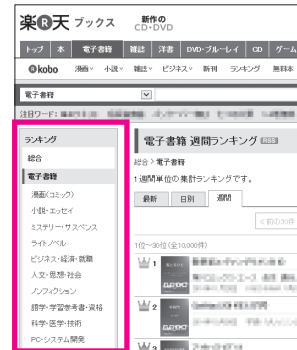 楽R天 ブックス
新作の
CD・DVD
トップ 本 電子書籍 雑誌 洋書 DVD・ブルーレイ CD ゲーム
kobo 漫画 小説 雑誌 ビジネス 新刊 ランキング 無料本
電子書籍
注目ワード:
ランキング
総合
電子書籍
漫画(コミック)
小説・エッセイ
ミステリー・サスペンス
ライトノベル
ビジネス・経済・就職
人文・思想・社会
ノンフィクション
語学・学習参考書・資格
科学・医学・技術
PC・システム開発
電子書籍 週間ランキング RSS
総合 > 電子書籍
1週間単位の集計ランキングです。
最新 日別 週間
< 前の30件
1位~30位(全10,000件)
1
2
3